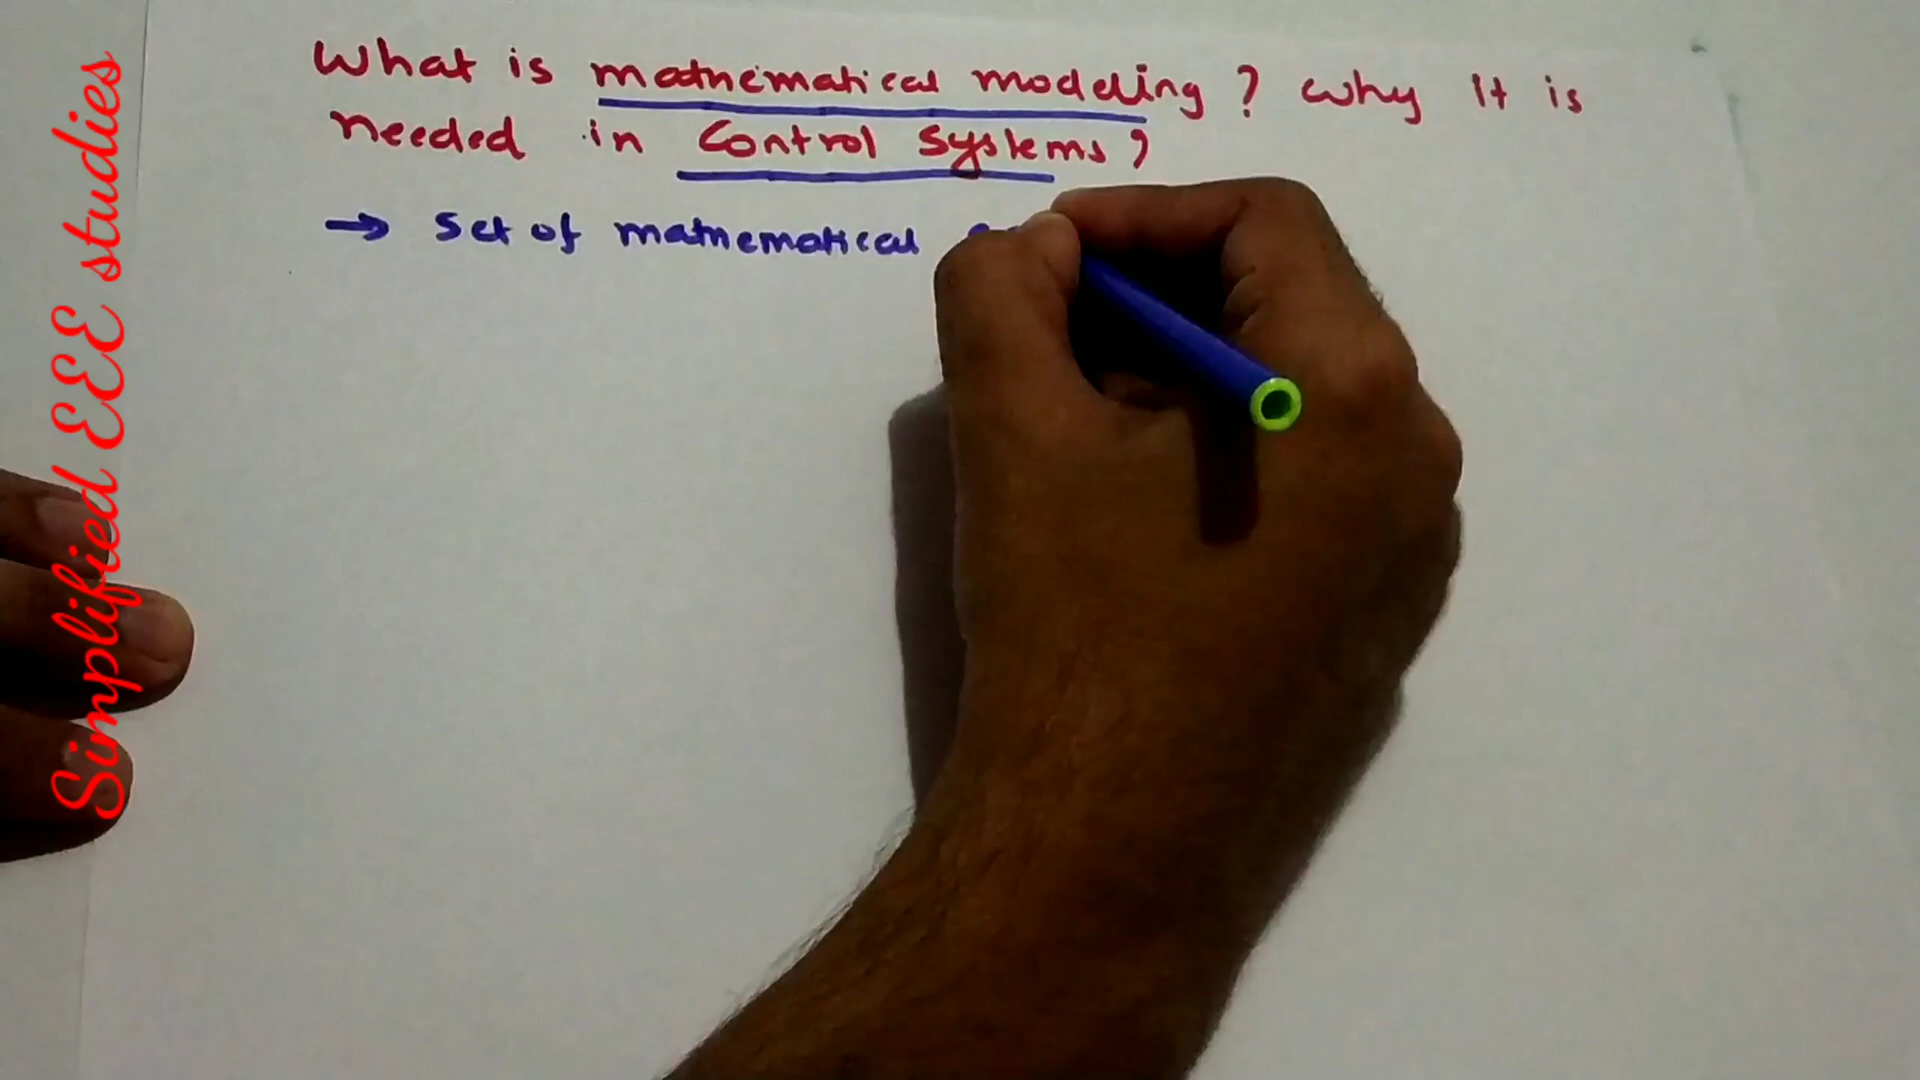 What is mathematical modeling ? why it is
needed in Control Systems ?
→ Set of mathematical
Simplified EEE studies